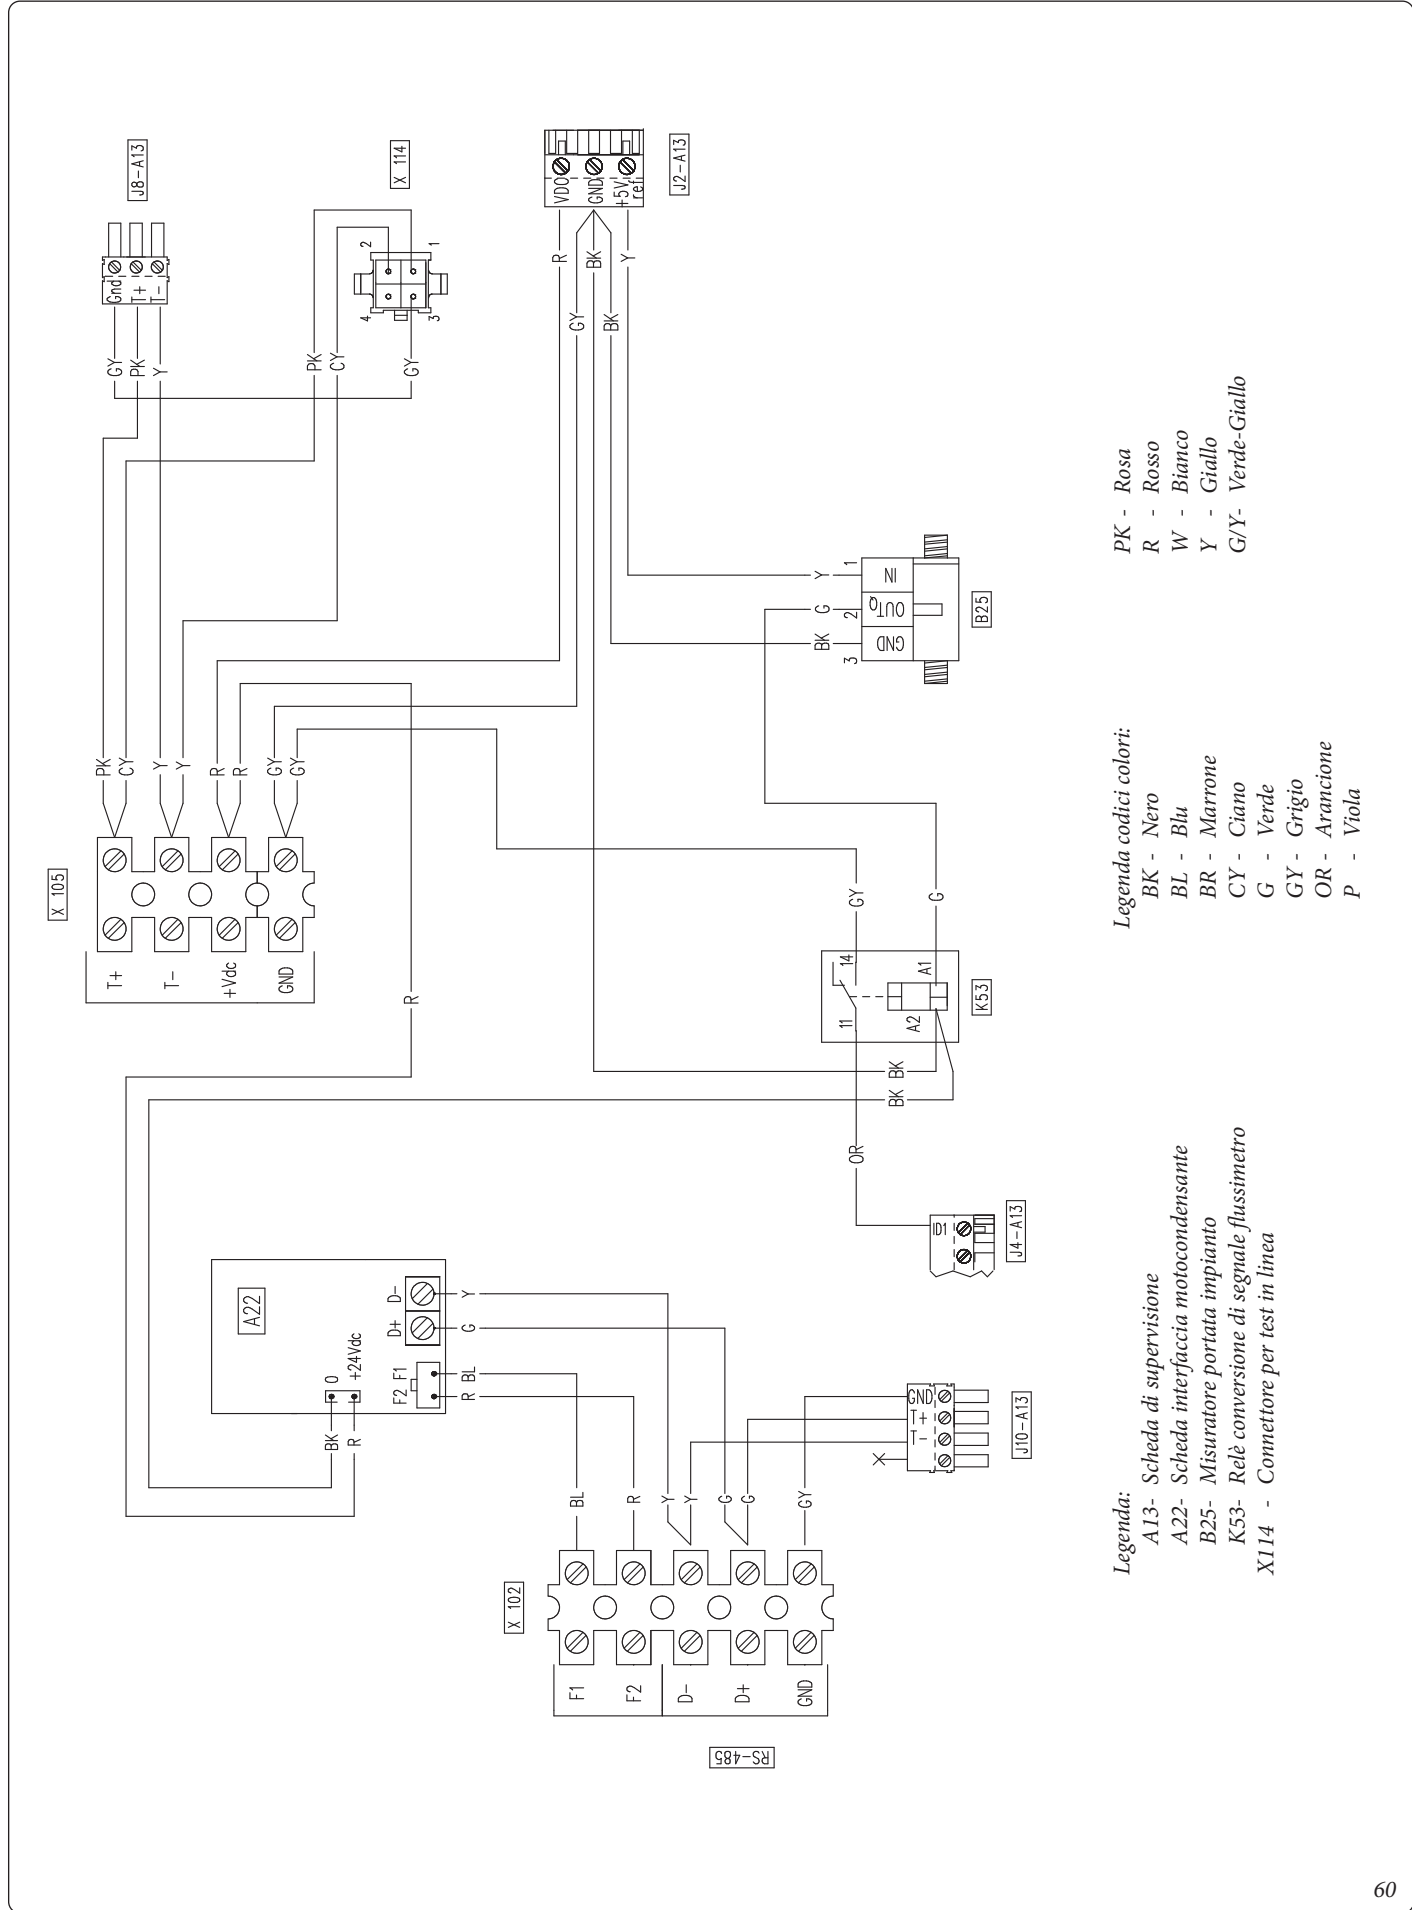 J8-A13
Gnd
T+
T-
GY
PK
Y
X 114
2
1
4
3
PK
CY
GY
J2-A13
VDO
GND
+5V
ref
R
GY
BK
BK
Y
X 105
PK
CY
Y
Y
R
R
GY
GY
T+
T-
+Vdc
GND
R
B25
1
2
3
IN
OUTQ
GND
Y
G
BK
K53
GY
G
14
11
A1
A2
BK
BK
OR
J4-A13
ID1
A22
0
+24Vdc
BK
R
D-
D+
F1
F2
Y
G
BL
R
J10-A13
GND
T+
T-
X 102
BL
R
Y
Y
G
G
GY
F1
F2
D-
D+
GND
RS-485
Legenda:
A13- Scheda di supervisione
A22- Scheda interfaccia motocondensante
B25- Misuratore portata impianto
K53- Relè conversione di segnale flussimetro
X114 - Connettore per test in linea
Legenda codici colori:
BK - Nero
BL - Blu
BR - Marrone
CY - Ciano
G - Verde
GY - Grigio
OR - Arancione
P - Viola
PK - Rosa
R - Rosso
W - Bianco
Y - Giallo
G/Y- Verde-Giallo
60